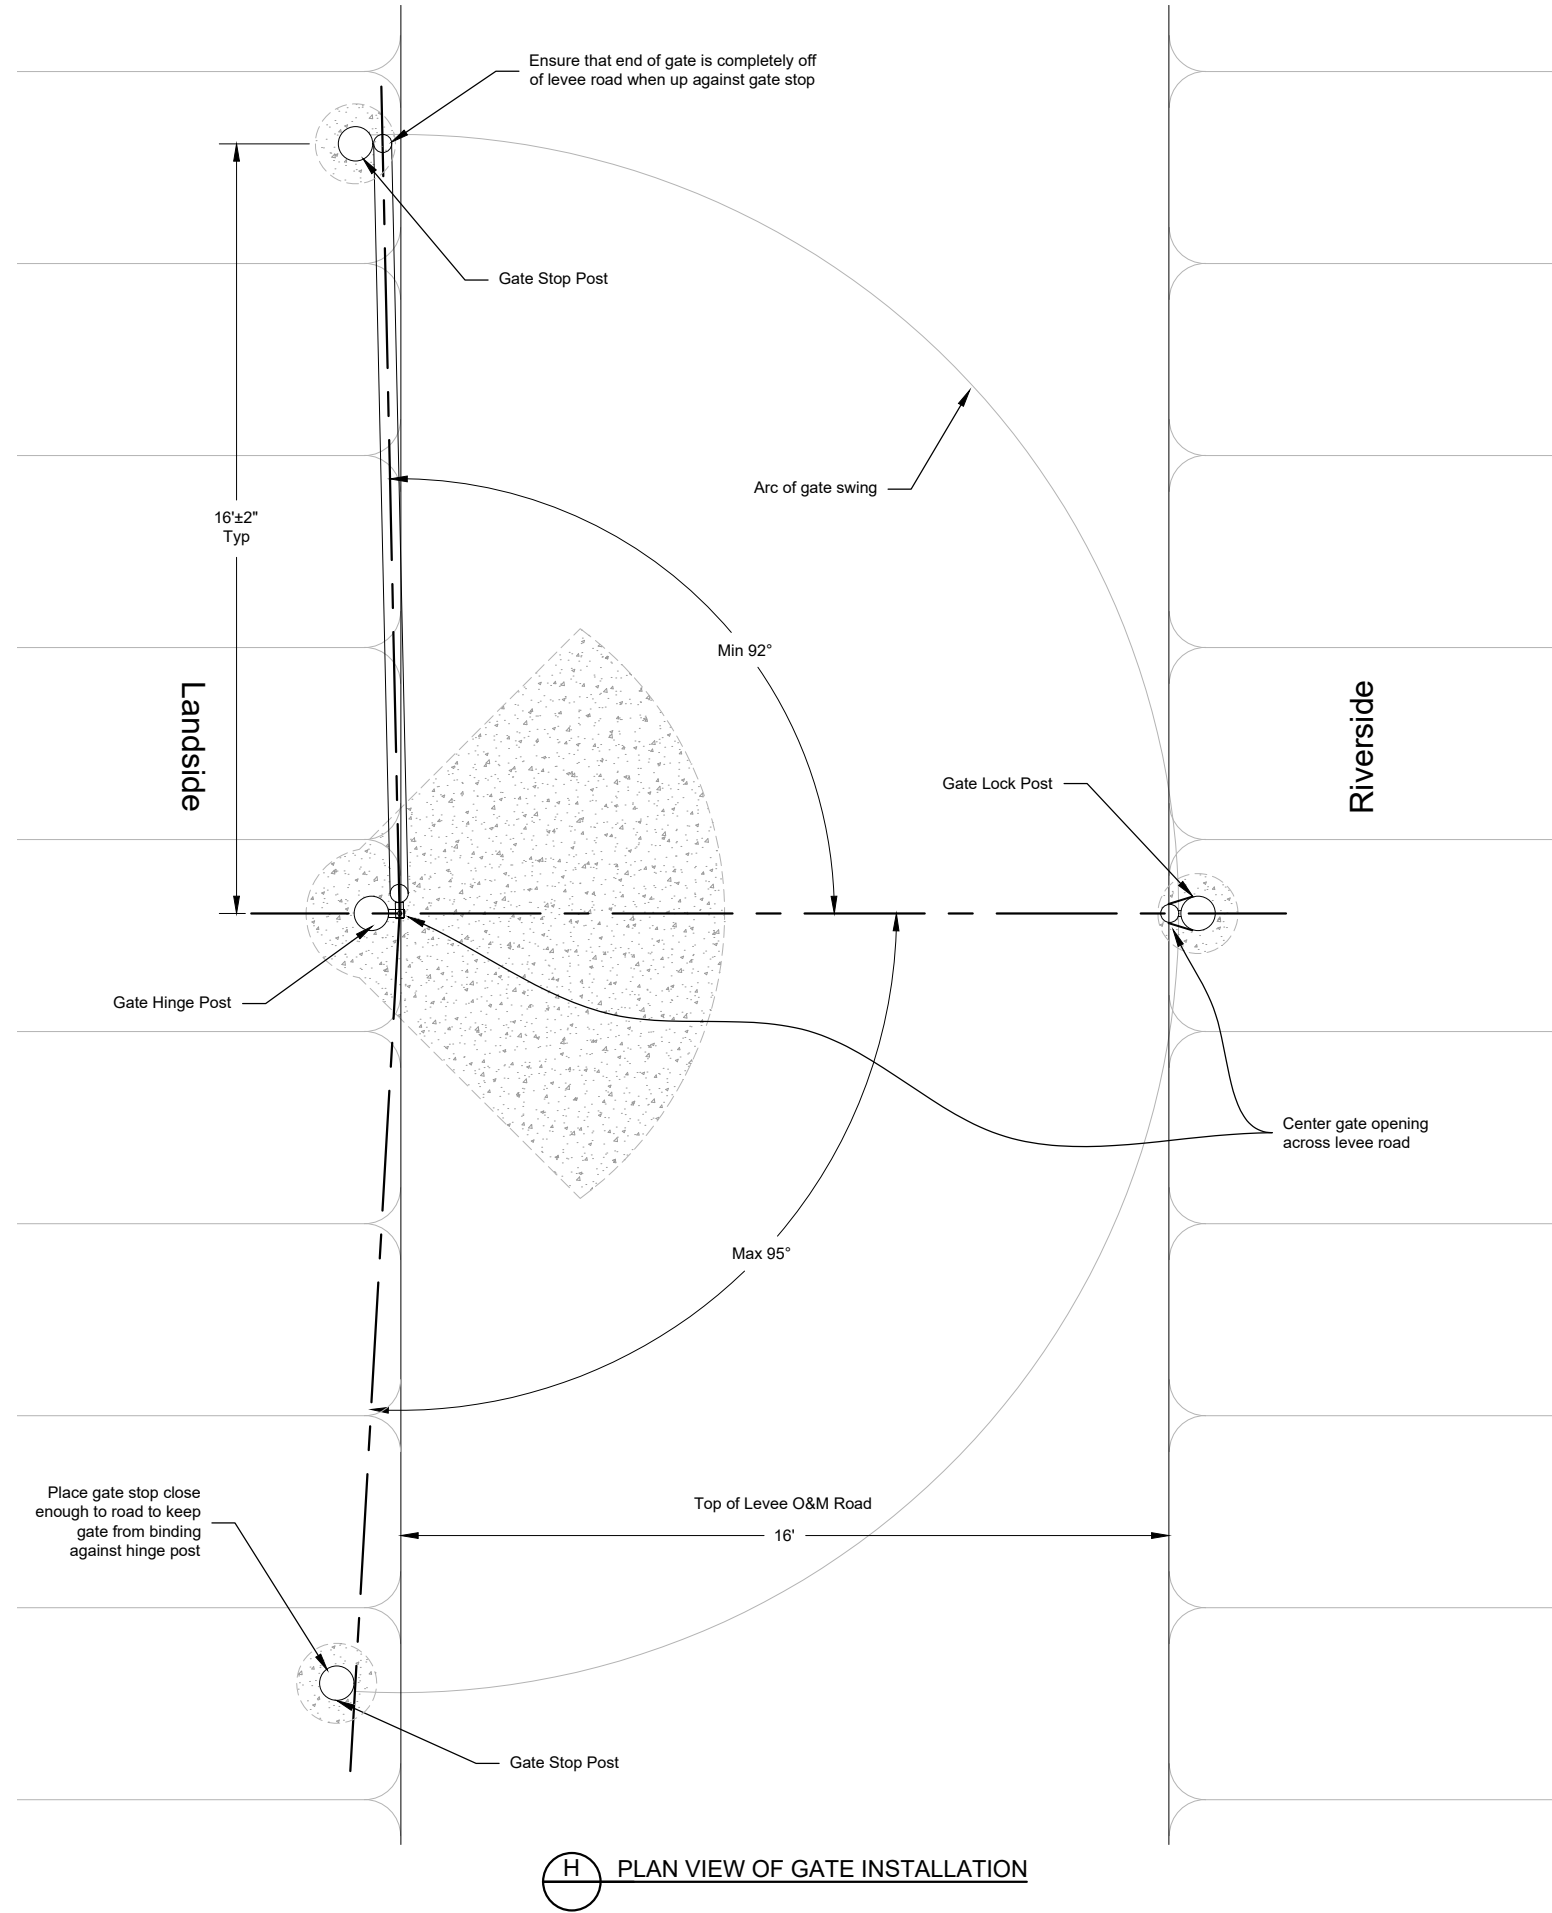 Ensure that end of gate is completely off
of levee road when up against gate stop
Gate Stop Post
Arc of gate swing
16'±2"
Typ
Min 92°
Landside
Riverside
Gate Lock Post
Gate Hinge Post
Center gate opening
across levee road
Max 95°
Place gate stop close
enough to road to keep
gate from binding
against hinge post
Top of Levee O&M Road
16'
Gate Stop Post
H
PLAN VIEW OF GATE INSTALLATION